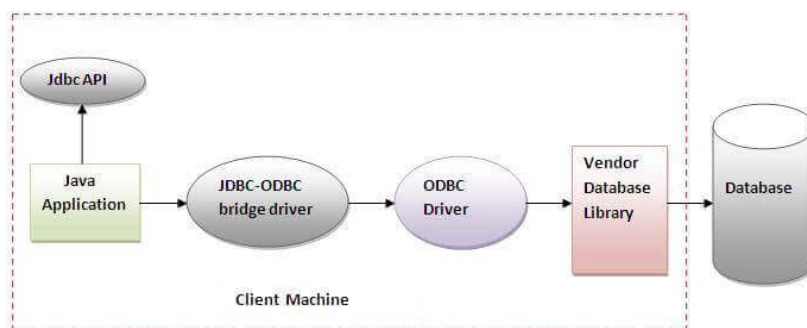 Jdbc API
Java
Application
JDBC-ODBC
bridge driver
ODBC
Driver
Vendor
Database
Library
Database
Client Machine